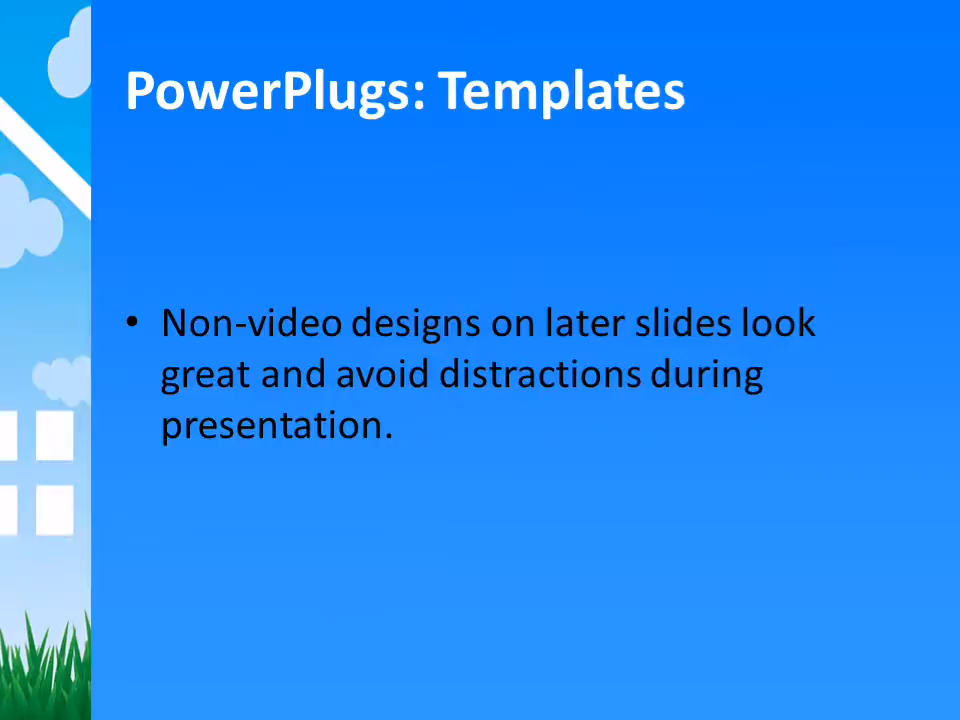 PowerPlugs: Templates
• Non-video designs on later slides look
great and avoid distractions during
presentation.